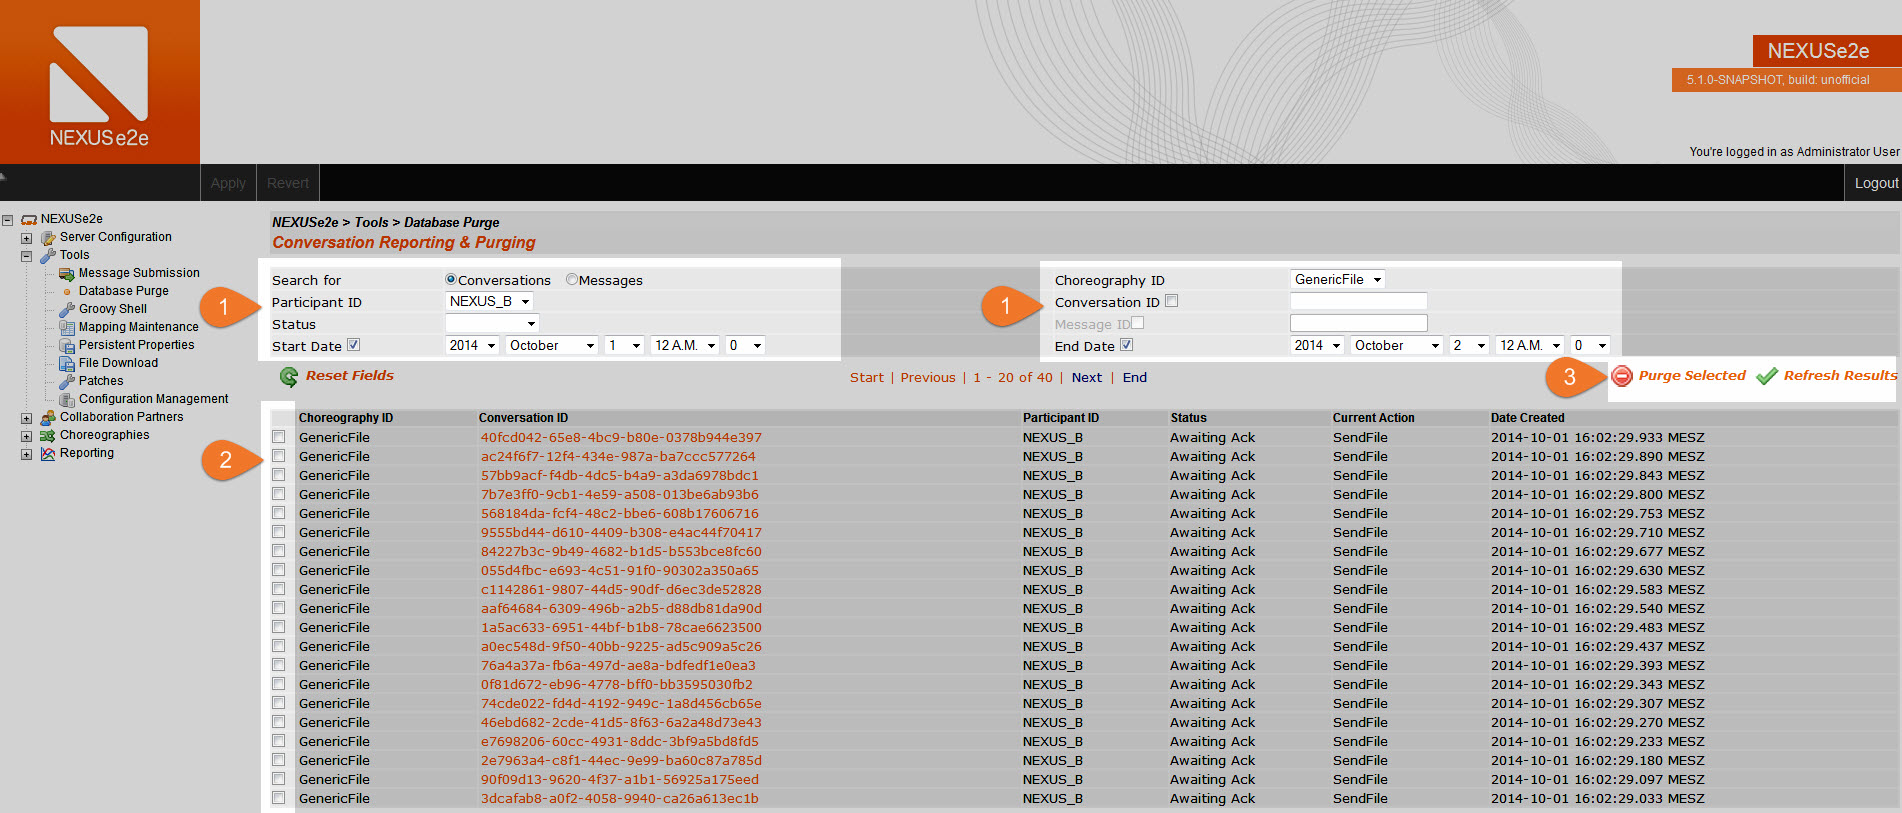 NEXUSe2e
NEXUSe2e
5.1.0-SNAPSHOT, build: unofficial
You're logged in as Administrator User
Apply Revert Logout
NEXUSe2e
Server Configuration
Tools
Message Submission
Database Purge
Groovy Shell
Mapping Maintenance
Persistent Properties
File Download
Patches
Configuration Management
Collaboration Partners
Choreographies
Reporting
NEXUSe2e > Tools > Database Purge
Conversation Reporting & Purging
1
Search for Conversations Messages
Participant ID NEXUS_B
Status
Start Date 2014 October 1 12 A.M. 0
1
Choreography ID GenericFile
Conversation ID
Message ID
End Date 2014 October 2 12 A.M. 0
Reset Fields
Start | Previous | 1 - 20 of 40 | Next | End
3
Purge Selected Refresh Results
2
Choreography ID Conversation ID Participant ID Status Current Action Date Created
GenericFile 40fcd042-65e8-4bc9-b80e-0378b944e397 NEXUS_B Awaiting Ack SendFile 2014-10-01 16:02:29.933 MESZ
GenericFile ac24f6f7-12f4-434e-987a-ba7ccc577264 NEXUS_B Awaiting Ack SendFile 2014-10-01 16:02:29.890 MESZ
GenericFile 57bb9acf-f4db-4dc5-b4a9-a3da6978bdc1 NEXUS_B Awaiting Ack SendFile 2014-10-01 16:02:29.843 MESZ
GenericFile 7b7e3ff0-9cb1-4e59-a508-013be6ab93b6 NEXUS_B Awaiting Ack SendFile 2014-10-01 16:02:29.800 MESZ
GenericFile 568184da-fcf4-48c2-bbe6-608b17606716 NEXUS_B Awaiting Ack SendFile 2014-10-01 16:02:29.753 MESZ
GenericFile 9555bd44-d610-4409-b308-e4ac44f70417 NEXUS_B Awaiting Ack SendFile 2014-10-01 16:02:29.710 MESZ
GenericFile 84227b3c-9b49-4682-b1d5-b553bce8fc60 NEXUS_B Awaiting Ack SendFile 2014-10-01 16:02:29.677 MESZ
GenericFile 055d4fbc-e693-4c51-91f0-90302a350a65 NEXUS_B Awaiting Ack SendFile 2014-10-01 16:02:29.630 MESZ
GenericFile c1142861-9807-44d5-90df-d6ec3de52828 NEXUS_B Awaiting Ack SendFile 2014-10-01 16:02:29.583 MESZ
GenericFile aaf64684-6309-496b-a2b5-d88db81da90d NEXUS_B Awaiting Ack SendFile 2014-10-01 16:02:29.540 MESZ
GenericFile 1a5ac633-6951-44bf-b1b8-78cae6623500 NEXUS_B Awaiting Ack SendFile 2014-10-01 16:02:29.483 MESZ
GenericFile a0ec548d-9f50-40bb-9225-ad5c909a5c26 NEXUS_B Awaiting Ack SendFile 2014-10-01 16:02:29.437 MESZ
GenericFile 76a4a37a-fb6a-497d-ae8a-bdfedf1e0ea3 NEXUS_B Awaiting Ack SendFile 2014-10-01 16:02:29.393 MESZ
GenericFile 0f81d672-eb96-4778-bff0-bb3595030fb2 NEXUS_B Awaiting Ack SendFile 2014-10-01 16:02:29.343 MESZ
GenericFile 74cde022-fd4d-4192-949c-1a8d456cb65e NEXUS_B Awaiting Ack SendFile 2014-10-01 16:02:29.307 MESZ
GenericFile 46ebd682-2cde-41d5-8f63-6a2a48d73e43 NEXUS_B Awaiting Ack SendFile 2014-10-01 16:02:29.270 MESZ
GenericFile e7698206-60cc-4931-8ddc-3bf9a5bd8fd5 NEXUS_B Awaiting Ack SendFile 2014-10-01 16:02:29.233 MESZ
GenericFile 2e7963a4-c8f1-44ec-9e99-ba60c87a785d NEXUS_B Awaiting Ack SendFile 2014-10-01 16:02:29.180 MESZ
GenericFile 90f09d13-9620-4f37-a1b1-56925a175eed NEXUS_B Awaiting Ack SendFile 2014-10-01 16:02:29.097 MESZ
GenericFile 3dcafab8-a0f2-4058-9940-ca26a613ec1b NEXUS_B Awaiting Ack SendFile 2014-10-01 16:02:29.033 MESZ